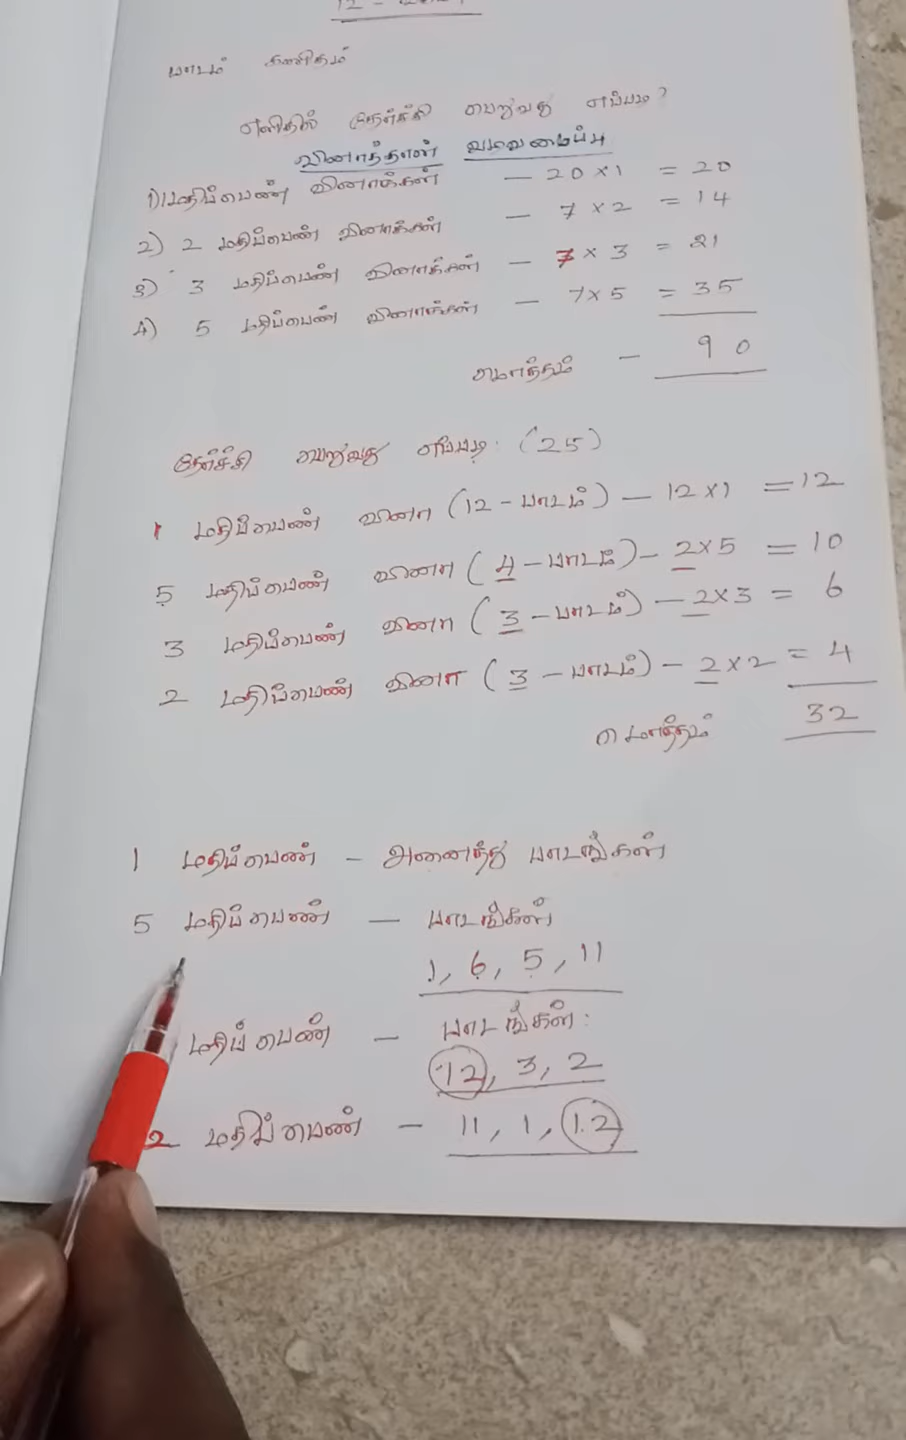 பாடம் கணிதம்
எளிதில் தேர்ச்சி பெறுவது எப்படி?
வினாத்தாள் வடிவமைப்பு
1) 1 மதிப்பெண் வினாக்கள் – 20 × 1 = 20
2) 2 மதிப்பெண் வினாக்கள் – 7 × 2 = 14
3) 3 மதிப்பெண் வினாக்கள் – 7 × 3 = 21
4) 5 மதிப்பெண் வினாக்கள் – 7 × 5 = 35
மொத்தம் – 90
தேர்ச்சி பெறுவது எப்படி: (25)
1 மதிப்பெண் வினா (12 – பாடம்) – 12 × 1 = 12
5 மதிப்பெண் வினா (4 – பாடம்) – 2 × 5 = 10
3 மதிப்பெண் வினா (3 – பாடம்) – 2 × 3 = 6
2 மதிப்பெண் வினா (3 – பாடம்) – 2 × 2 = 4
மொத்தம் 32
1 மதிப்பெண் – அனைத்து பாடங்கள்
5 மதிப்பெண் – பாடங்கள்
1, 6, 5, 11
மதிப்பெண் – பாடங்கள்:
12, 3, 2
2 மதிப்பெண் – 11, 1, 12